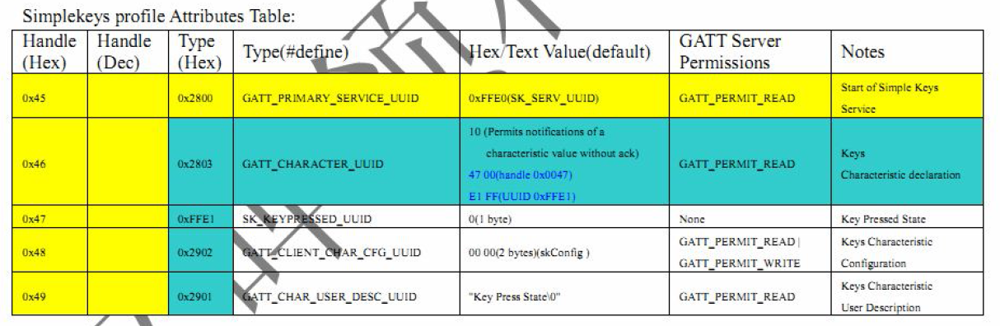 Simplekeys profile Attributes Table:
Handle (Hex) | Handle (Dec) | Type (Hex) | Type(#define) | Hex/Text Value(default) | GATT Server Permissions | Notes
0x45 | | 0x2800 | GATT_PRIMARY_SERVICE_UUID | 0xFFE0(SK_SERV_UUID) | GATT_PERMIT_READ | Start of Simple Keys Service
0x46 | | 0x2803 | GATT_CHARACTER_UUID | 10 (Permits notifications of a characteristic value without ack) 47 00(handle 0x0047) E1 FF(UUID 0xFFE1) | GATT_PERMIT_READ | Keys Characteristic declaration
0x47 | | 0xFFE1 | SK_KEYPRESSED_UUID | 0(1 byte) | None | Key Pressed State
0x48 | | 0x2902 | GATT_CLIENT_CHAR_CFG_UUID | 00 00(2 bytes)(skConfig ) | GATT_PERMIT_READ | GATT_PERMIT_WRITE | Keys Characteristic Configuration
0x49 | | 0x2901 | GATT_CHAR_USER_DESC_UUID | "Key Press State\0" | GATT_PERMIT_READ | Keys Characteristic User Description